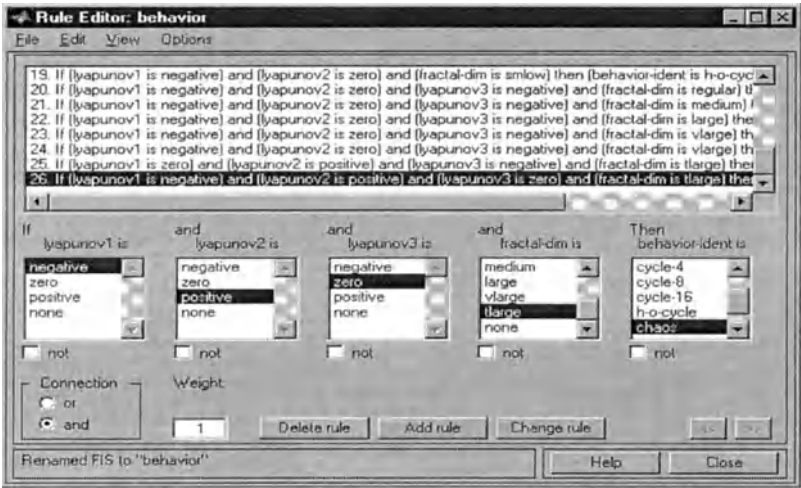 Rule Editor: behavior
File Edit View Options
19. If (lyapunov1 is negative) and (lyapunov2 is zero) and (fractal-dim is smlow) then (behavior-ident is h-o-cyc
20. If (lyapunov1 is negative) and (lyapunov2 is zero) and (lyapunov3 is negative) and (fractal-dim is regular) th
21. If (lyapunov1 is negative) and (lyapunov2 is zero) and (lyapunov3 is negative) and (fractal-dim is medium)
22. If (lyapunov1 is negative) and (lyapunov2 is zero) and (lyapunov3 is negative) and (fractal-dim is large) the
23. If (lyapunov1 is negative) and (lyapunov2 is zero) and (lyapunov3 is negative) and (fractal-dim is vlarge) th
24. If (lyapunov1 is negative) and (lyapunov2 is zero) and (lyapunov3 is negative) and (fractal-dim is vlarge) th
25. If (lyapunov1 is zero) and (lyapunov2 is positive) and (lyapunov3 is negative) and (fractal-dim is tlarge) the
26. If (lyapunov1 is negative) and (lyapunov2 is positive) and (lyapunov3 is zero) and (fractal-dim is tlarge) the
If and and and Then
lyapunov1 is lyapunov2 is lyapunov3 is fractal-dim is behavior-ident is
negative negative negative medium cycle-4
zero zero zero large cycle-8
positive positive positive vlarge cycle-16
none none none tlarge h-o-cycle
none chaos
not not not not not
Connection Weight:
or
and 1 Delete rule Add rule Change rule << >>
Renamed FIS to "behavior" Help Close